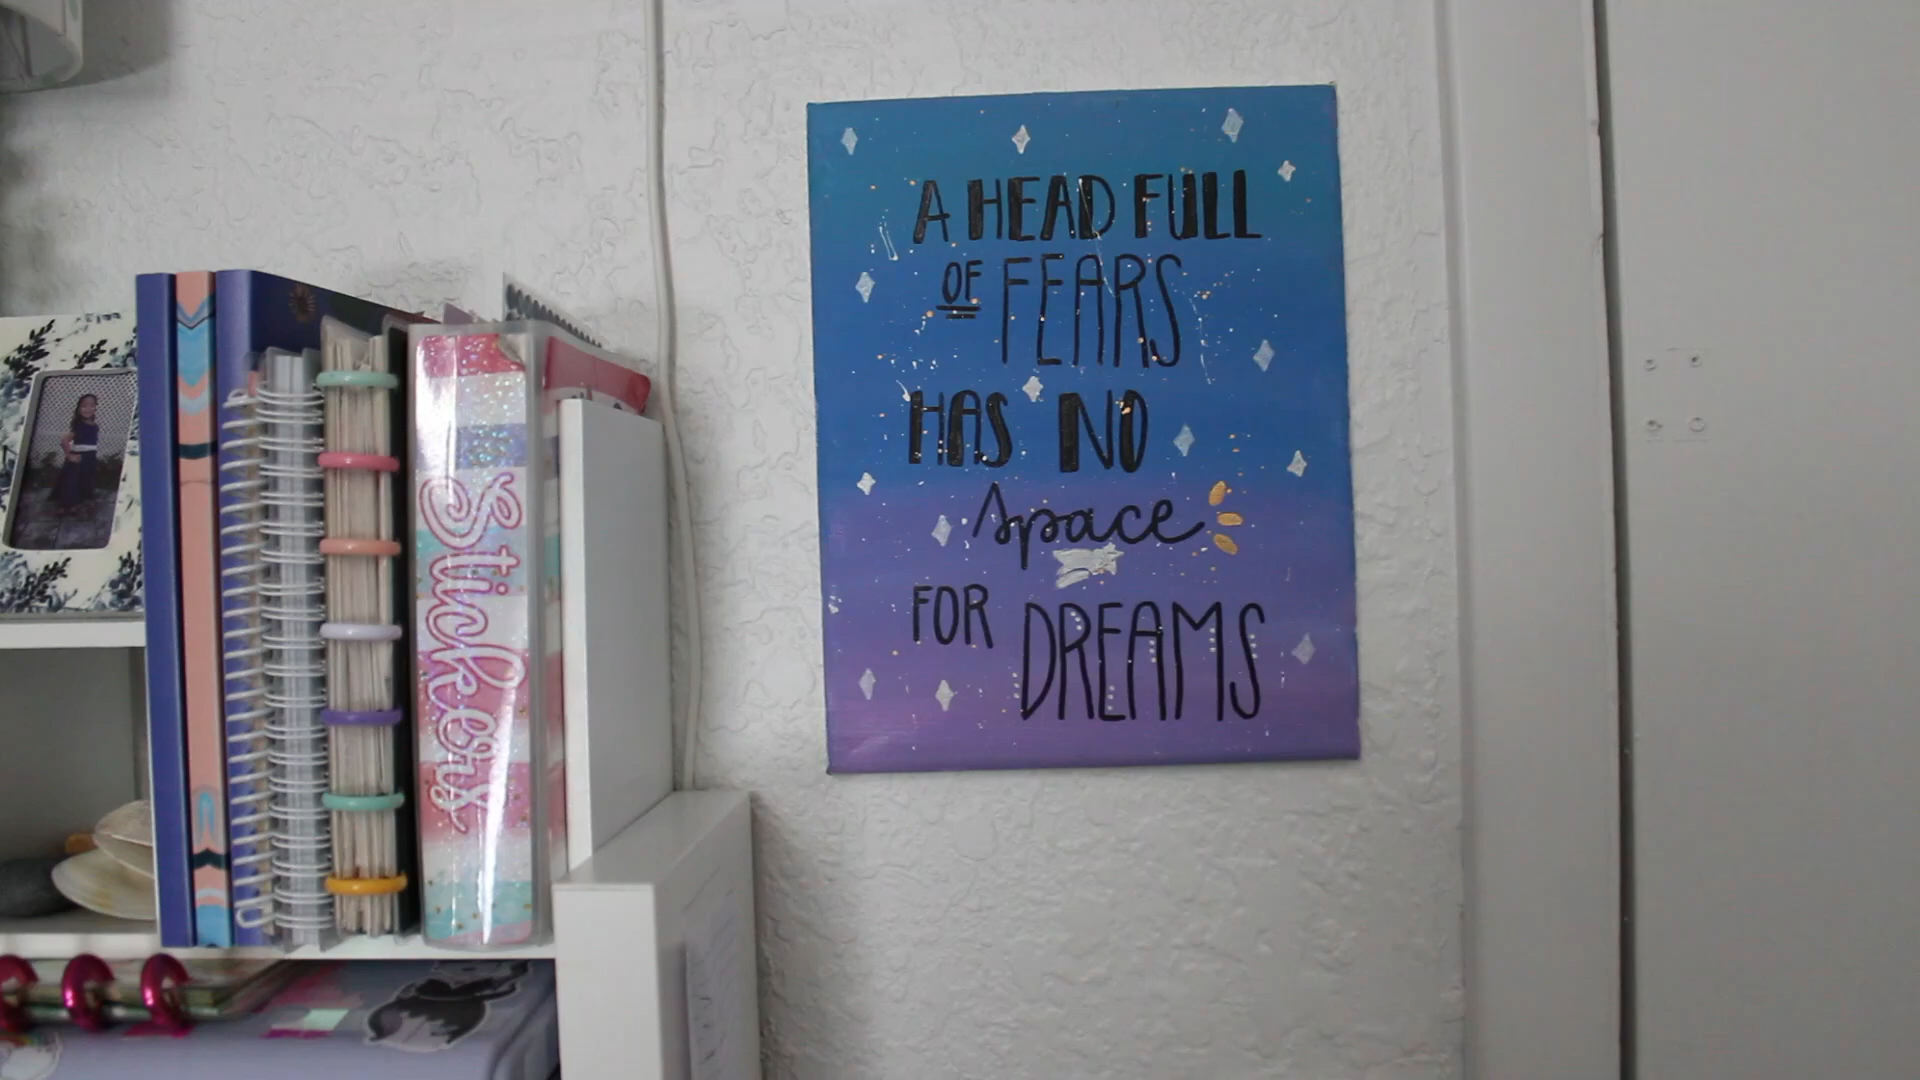 A HEAD FULL
OF FEARS
HAS NO
space
FOR DREAMS
Stickers